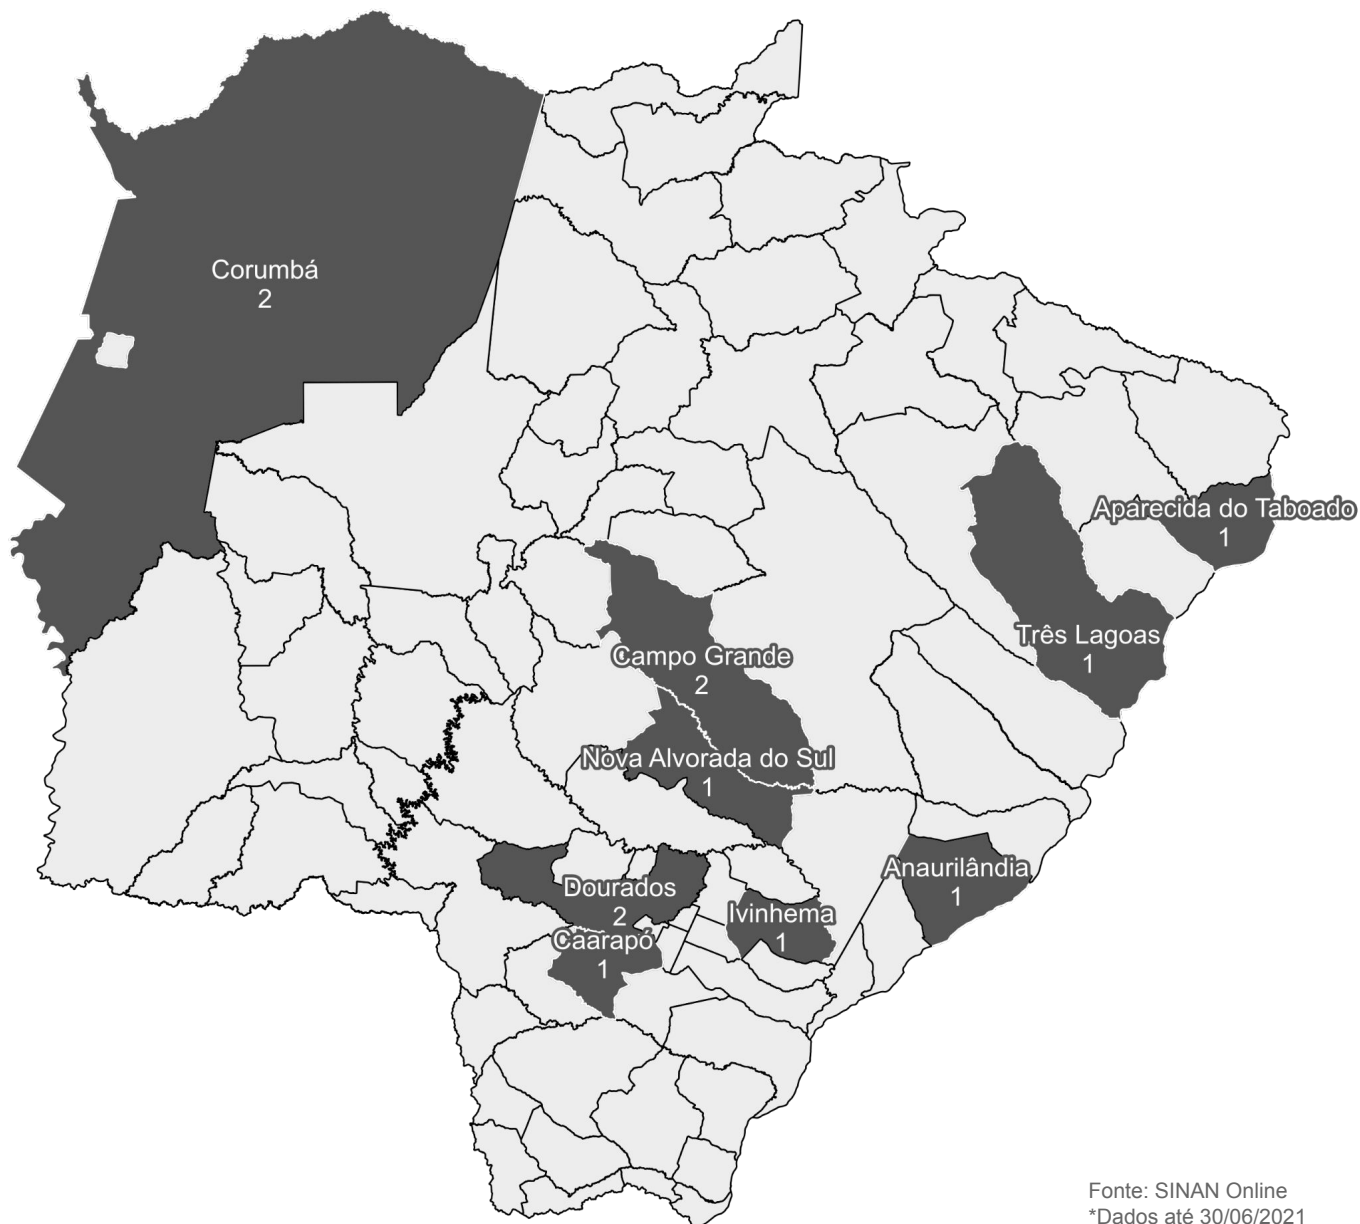 Corumbá
2
Aparecida do Taboado
1
Três Lagoas
1
Campo Grande
2
Nova Alvorada do Sul
1
Anaurilândia
1
Dourados
2
Ivinhema
1
Caarapó
1
Fonte: SINAN Online
*Dados até 30/06/2021